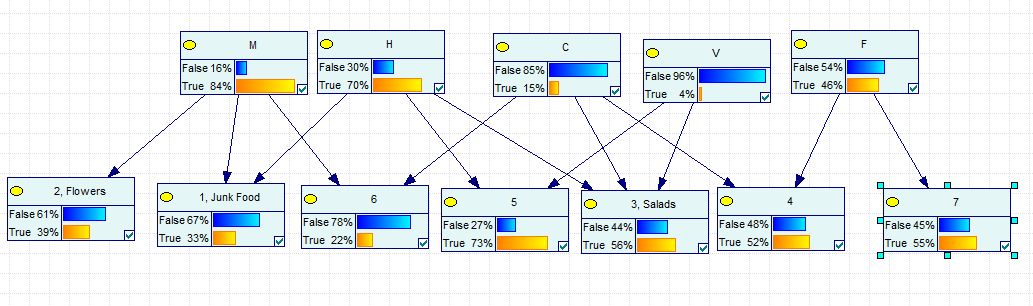 M
False 16%
True 84%
H
False 30%
True 70%
C
False 85%
True 15%
V
False 96%
True 4%
F
False 54%
True 46%
2, Flowers
False 61%
True 39%
1, Junk Food
False 67%
True 33%
6
False 78%
True 22%
5
False 27%
True 73%
3, Salads
False 44%
True 56%
4
False 48%
True 52%
7
False 45%
True 55%